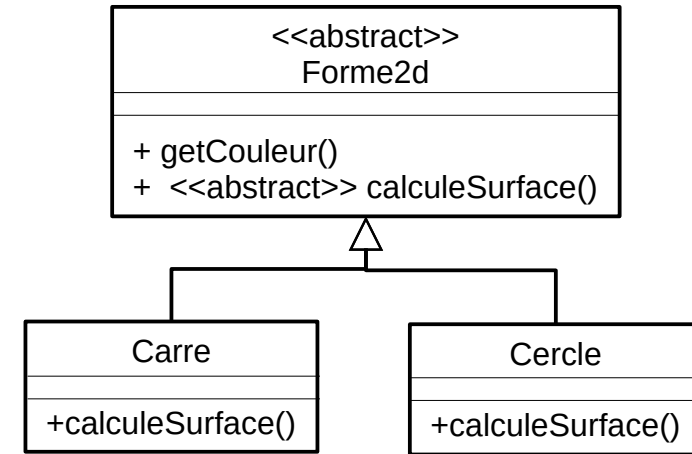 <<abstract>>
Forme2d
+ getCouleur()
+ <<abstract>> calculeSurface()
Carre
+calculeSurface()
Cercle
+calculeSurface()